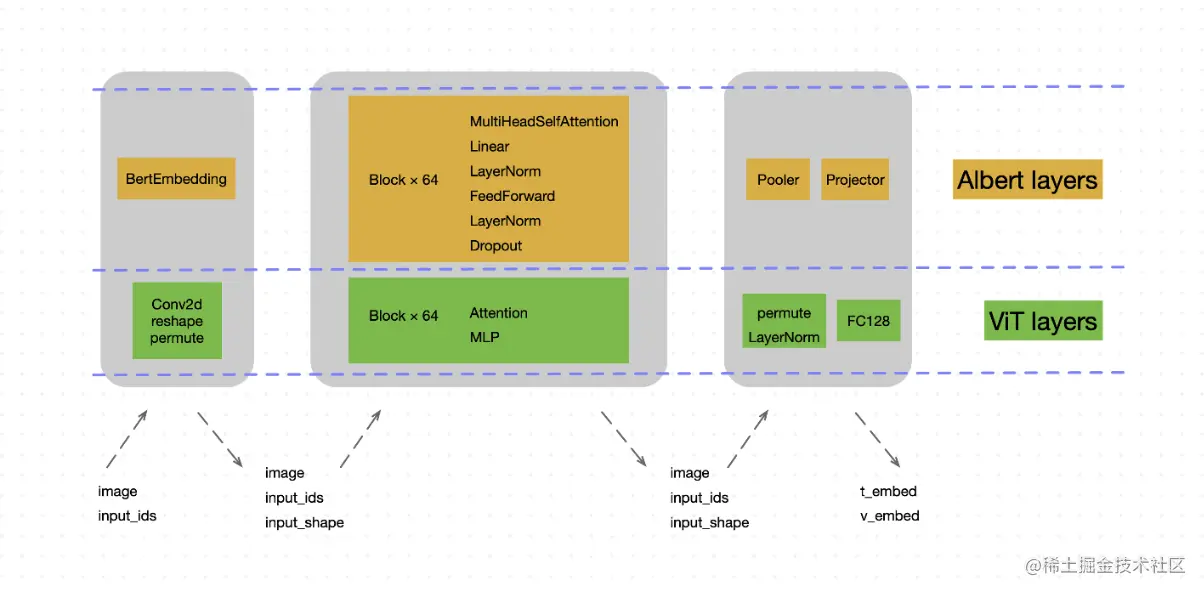 BertEmbedding
Block × 64
MultiHeadSelfAttention
Linear
LayerNorm
FeedForward
LayerNorm
Dropout
Pooler
Projector
Albert layers
Conv2d
reshape
permute
Block × 64
Attention
MLP
permute
LayerNorm
FC128
ViT layers
image
input_ids
image
input_ids
input_shape
image
input_ids
input_shape
t_embed
v_embed
@稀土掘金技术社区